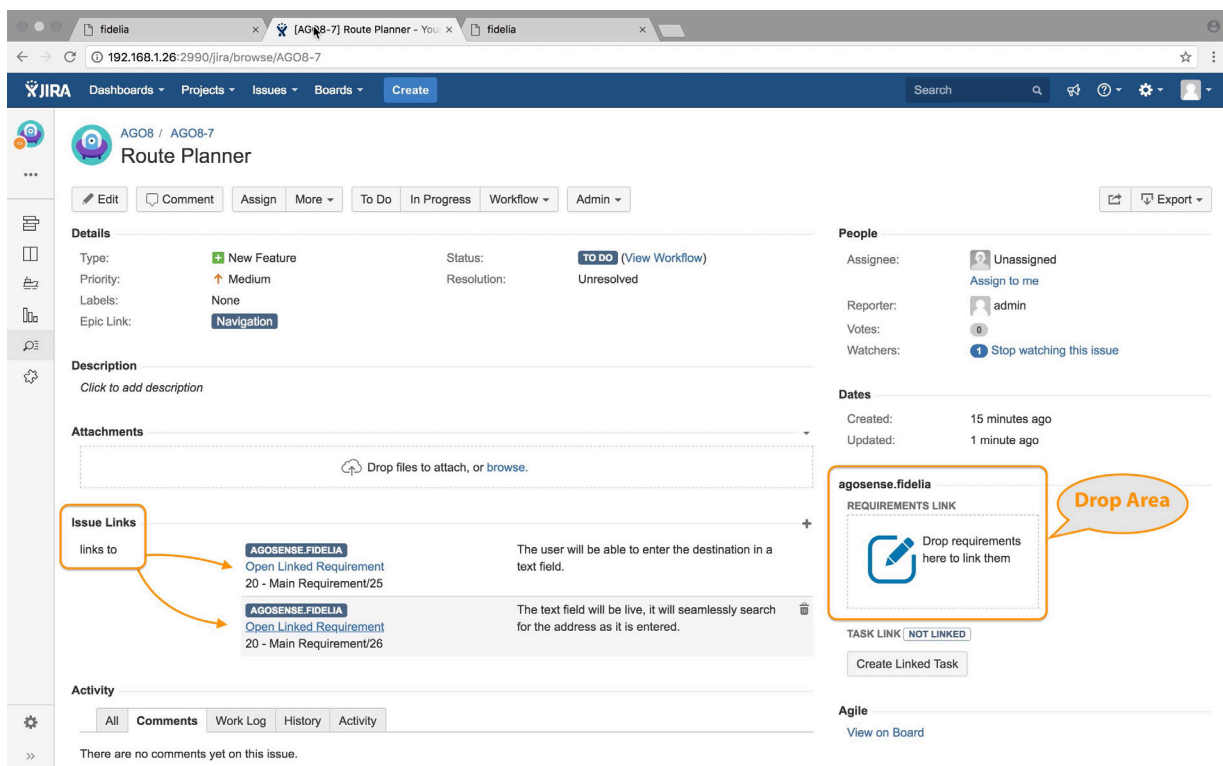 fidelia
[AGO8-7] Route Planner - You
fidelia
192.168.1.26:2990/jira/browse/AGO8-7
JIRA Dashboards Projects Issues Boards Create Search
AGO8 / AGO8-7
Route Planner
Edit Comment Assign More To Do In Progress Workflow Admin Export
Details
Type: New Feature Status: TO DO (View Workflow)
Priority: Medium Resolution: Unresolved
Labels: None
Epic Link: Navigation
Description
Click to add description
Attachments
Drop files to attach, or browse.
Issue Links
links to
AGOSENSE.FIDELIA
Open Linked Requirement
20 - Main Requirement/25
The user will be able to enter the destination in a
text field.
AGOSENSE.FIDELIA
Open Linked Requirement
20 - Main Requirement/26
The text field will be live, it will seamlessly search
for the address as it is entered.
Activity
All Comments Work Log History Activity
There are no comments yet on this issue.
People
Assignee: Unassigned
Assign to me
Reporter: admin
Votes: 0
Watchers: 1 Stop watching this issue
Dates
Created: 15 minutes ago
Updated: 1 minute ago
agosense.fidelia
REQUIREMENTS LINK
Drop requirements
here to link them
Drop Area
TASK LINK NOT LINKED
Create Linked Task
Agile
View on Board